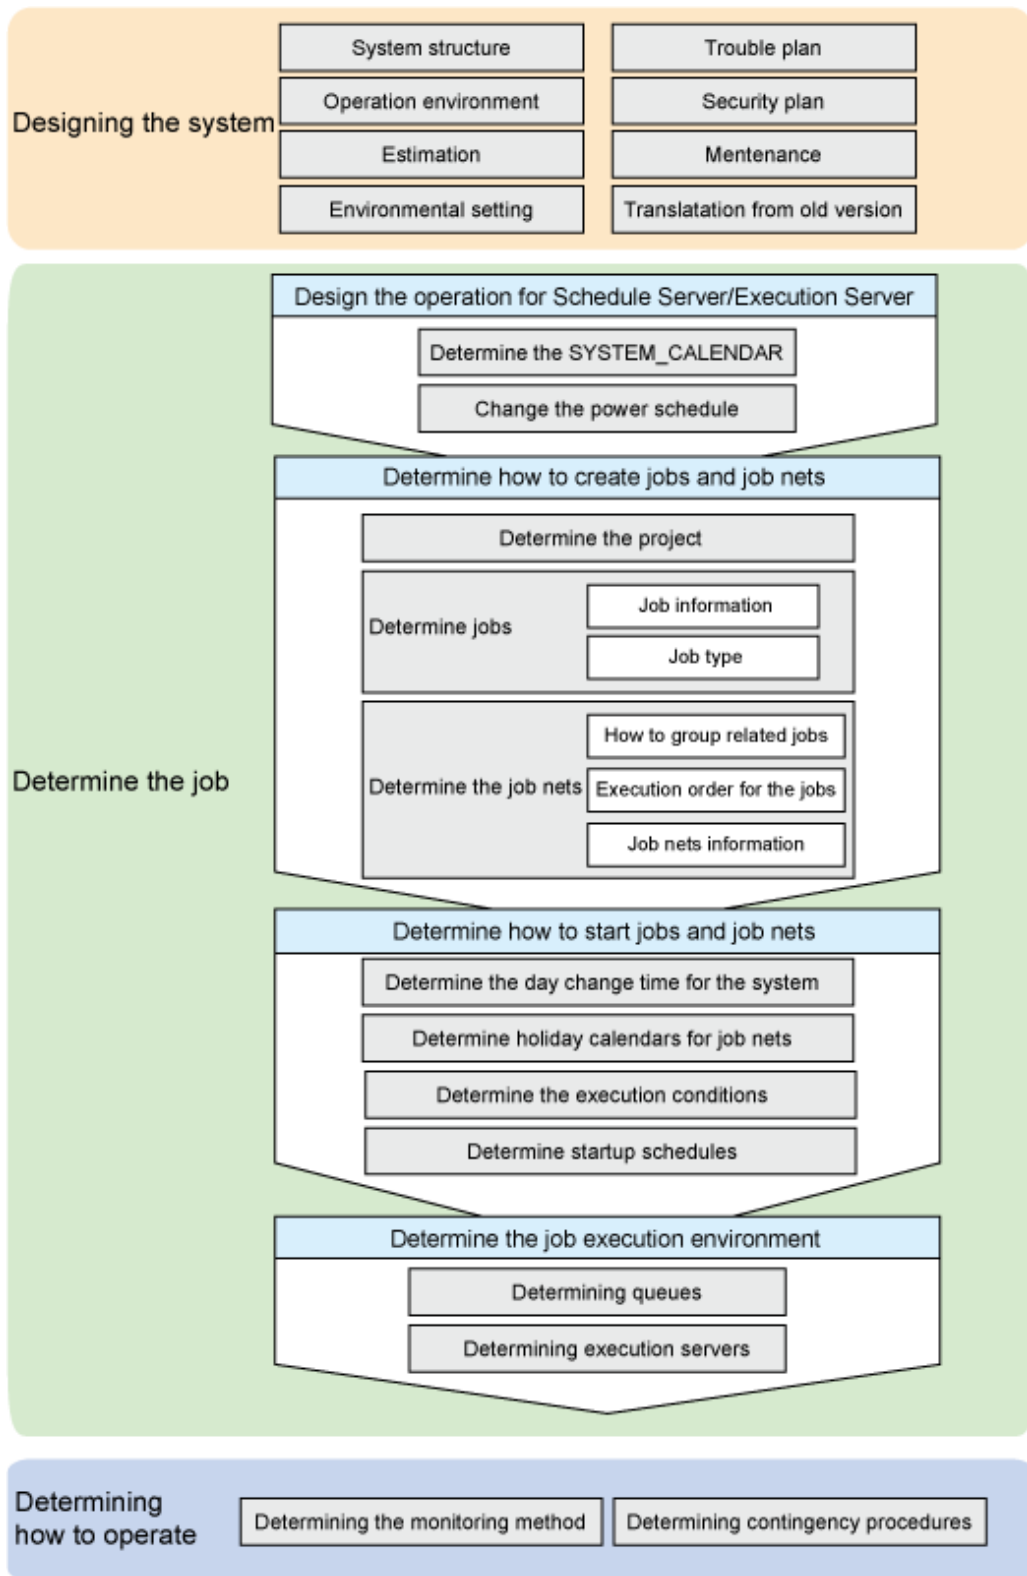 Designing the system
System structure
Trouble plan
Operation environment
Security plan
Estimation
Mentenance
Environmental setting
Translatation from old version
Determine the job
Design the operation for Schedule Server/Execution Server
Determine the SYSTEM_CALENDAR
Change the power schedule
Determine how to create jobs and job nets
Determine the project
Determine jobs
Job information
Job type
Determine the job nets
How to group related jobs
Execution order for the jobs
Job nets information
Determine how to start jobs and job nets
Determine the day change time for the system
Determine holiday calendars for job nets
Determine the execution conditions
Determine startup schedules
Determine the job execution environment
Determining queues
Determining execution servers
Determining
how to operate
Determining the monitoring method
Determining contingency procedures